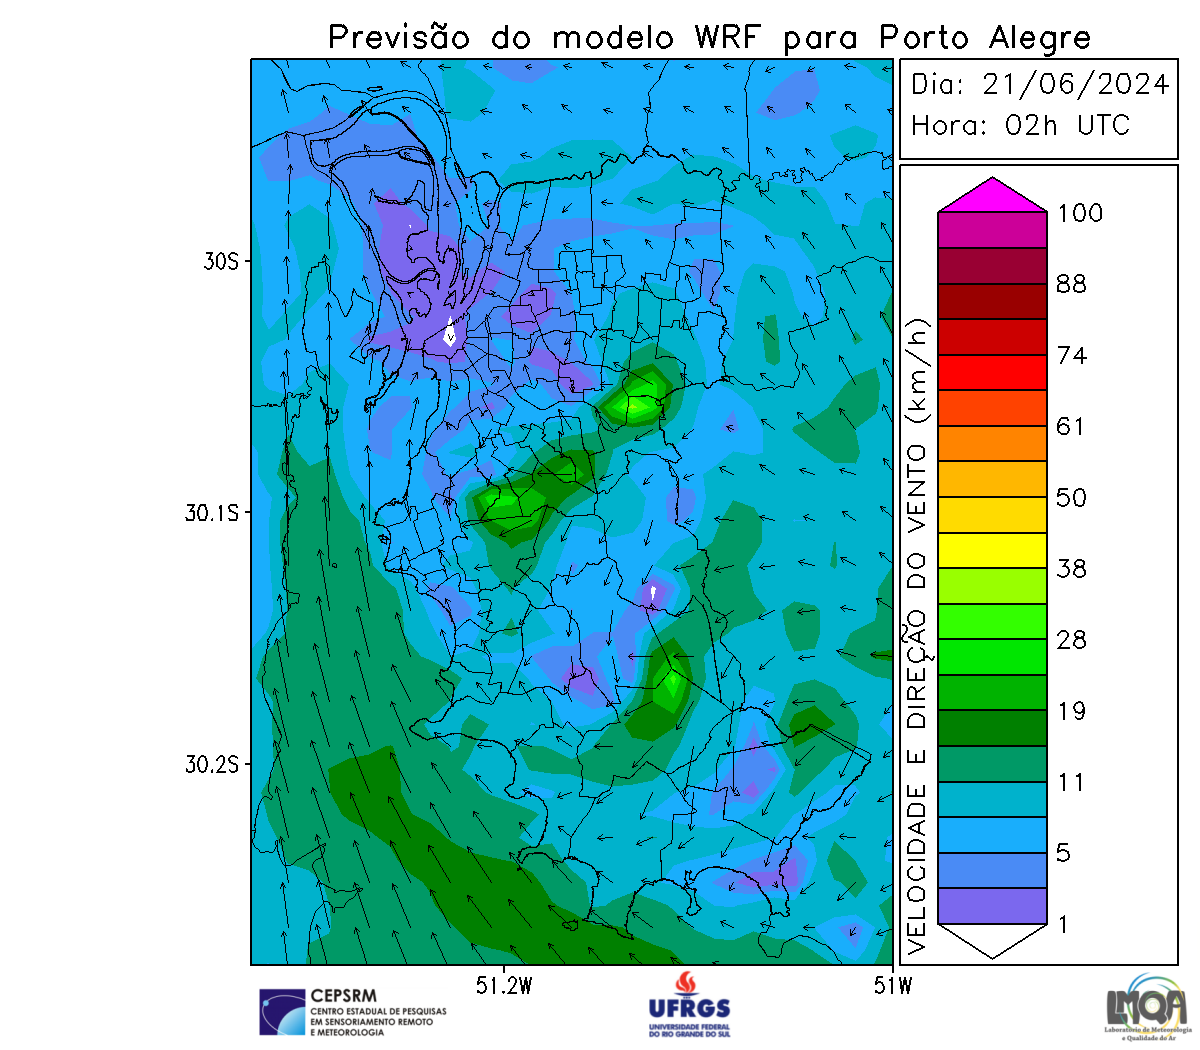 Previsão do modelo WRF para Porto Alegre
Dia: 21/06/2024
Hora: 02h UTC
30S
30.1S
30.2S
51.2W
51W
VELOCIDADE E DIREÇÃO DO VENTO (km/h)
100
88
74
61
50
38
28
19
11
5
1
CEPSRM
CENTRO ESTADUAL DE PESQUISAS
EM SENSORIAMENTO REMOTO
E METEOROLOGIA
UFRGS
UNIVERSIDADE FEDERAL
DO RIO GRANDE DO SUL
LMQA
Laboratório de Meteorologia
e Qualidade do Ar